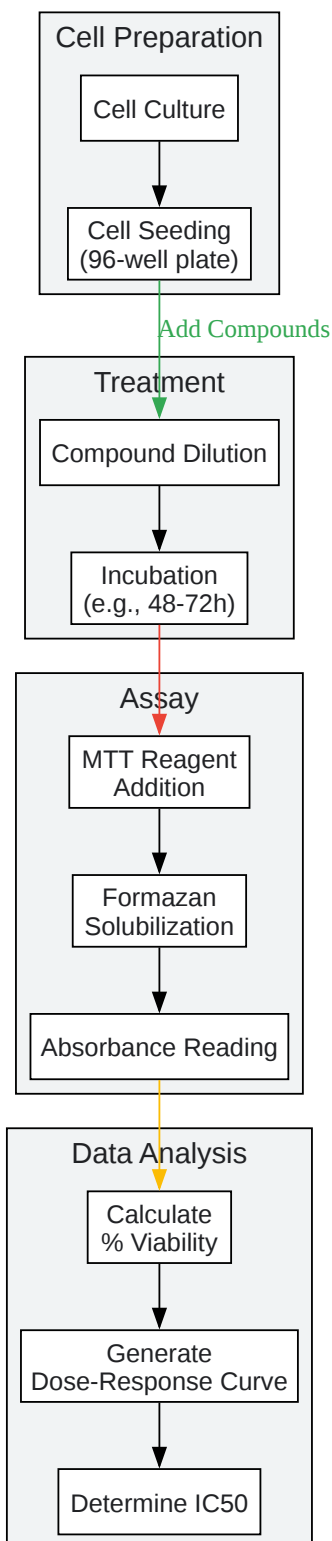 Cell Preparation
Cell Culture
Cell Seeding
(96-well plate)
Add Compounds
Treatment
Compound Dilution
Incubation
(e.g., 48-72h)
Assay
MTT Reagent
Addition
Formazan
Solubilization
Absorbance Reading
Data Analysis
Calculate
% Viability
Generate
Dose-Response Curve
Determine IC50